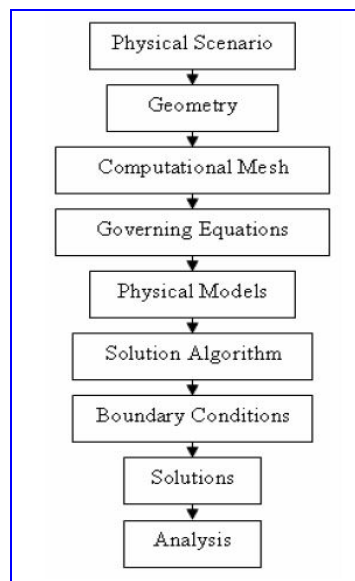 Physical Scenario
Geometry
Computational Mesh
Governing Equations
Physical Models
Solution Algorithm
Boundary Conditions
Solutions
Analysis